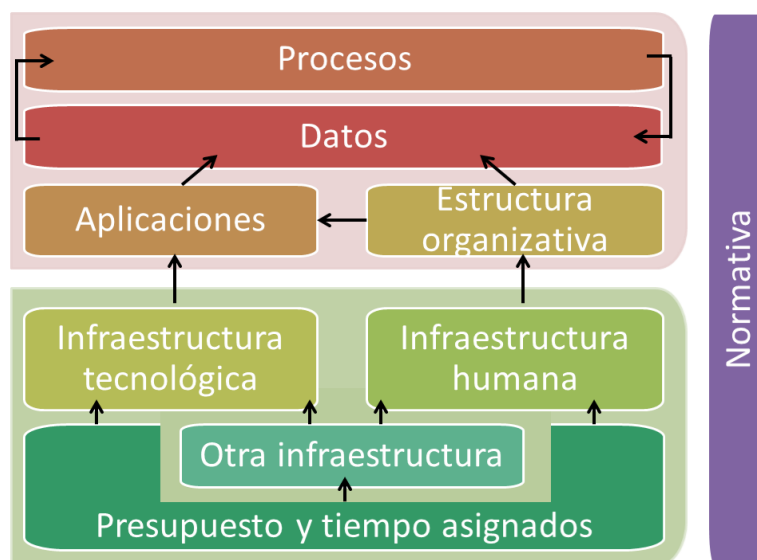 Procesos
Datos
Aplicaciones
Estructura
organizativa
Infraestructura
tecnológica
Infraestructura
humana
Otra infraestructura
Presupuesto y tiempo asignados
Normativa